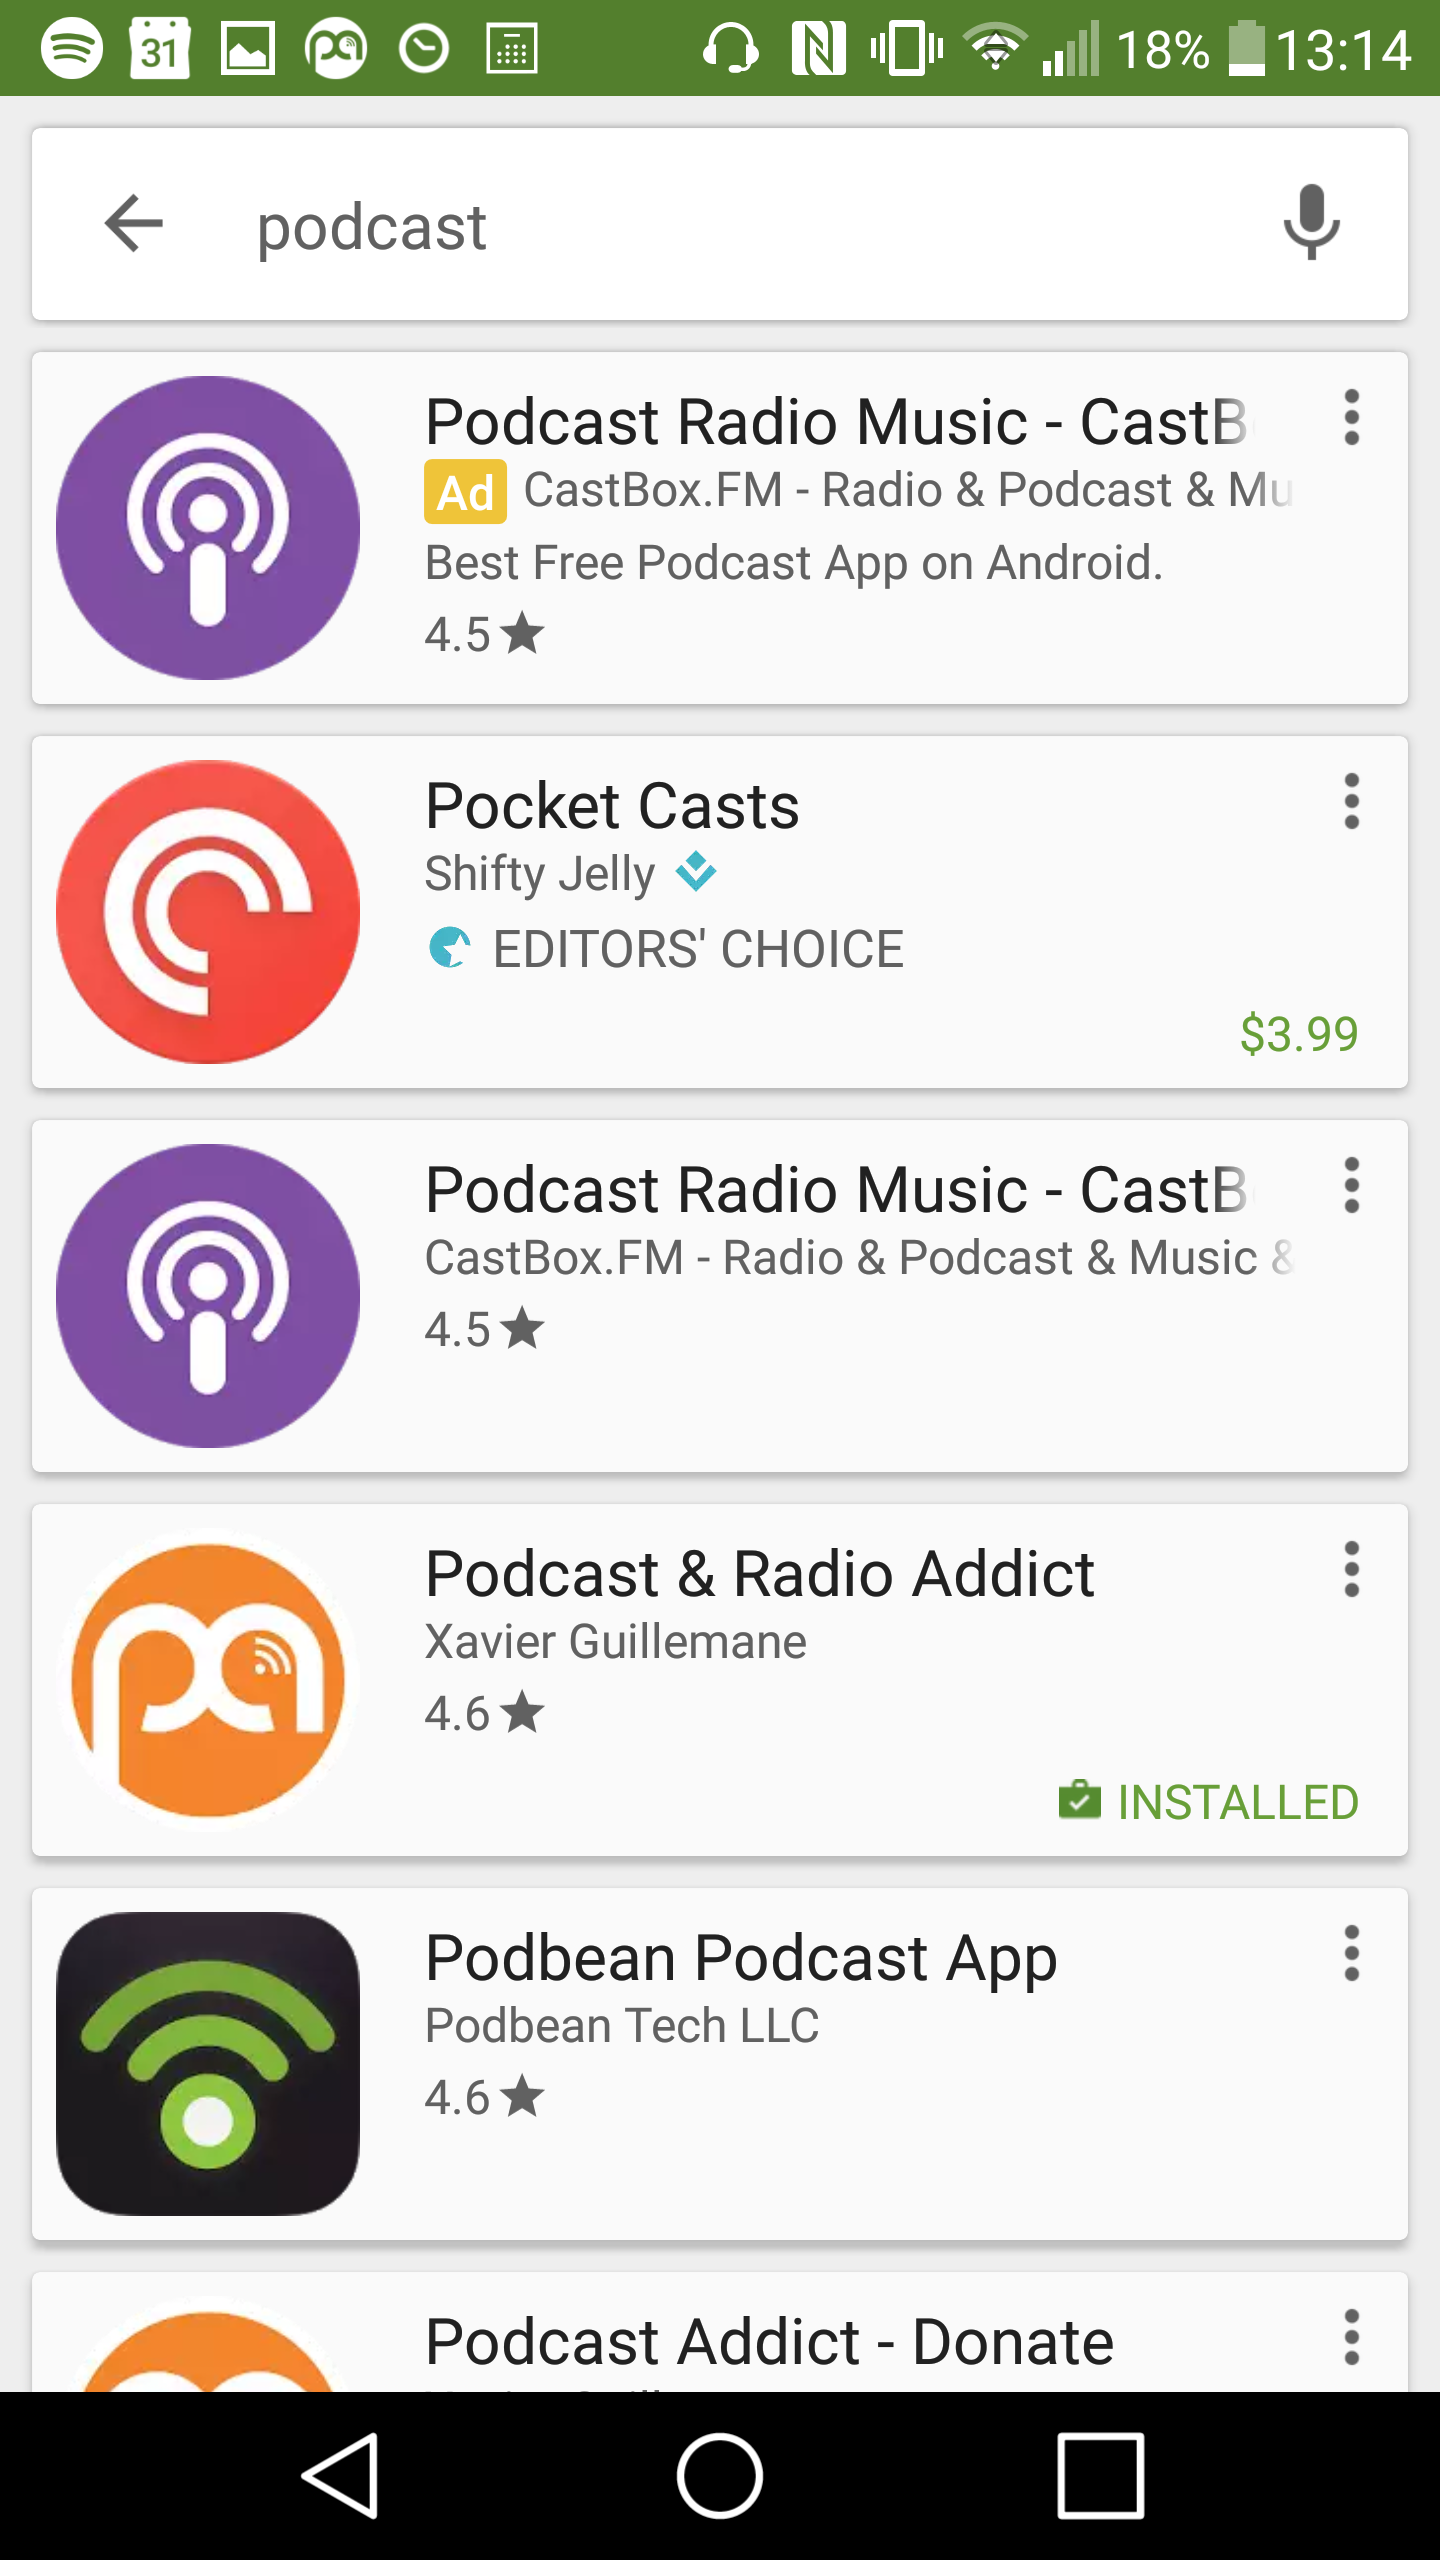 31 18% 13:14
podcast
Podcast Radio Music - CastB
Ad CastBox.FM - Radio & Podcast & Mu
Best Free Podcast App on Android.
4.5
Pocket Casts
Shifty Jelly
EDITORS' CHOICE
$3.99
Podcast Radio Music - CastB
CastBox.FM - Radio & Podcast & Music &
4.5
Podcast & Radio Addict
Xavier Guillemane
4.6
INSTALLED
Podbean Podcast App
Podbean Tech LLC
4.6
Podcast Addict - Donate